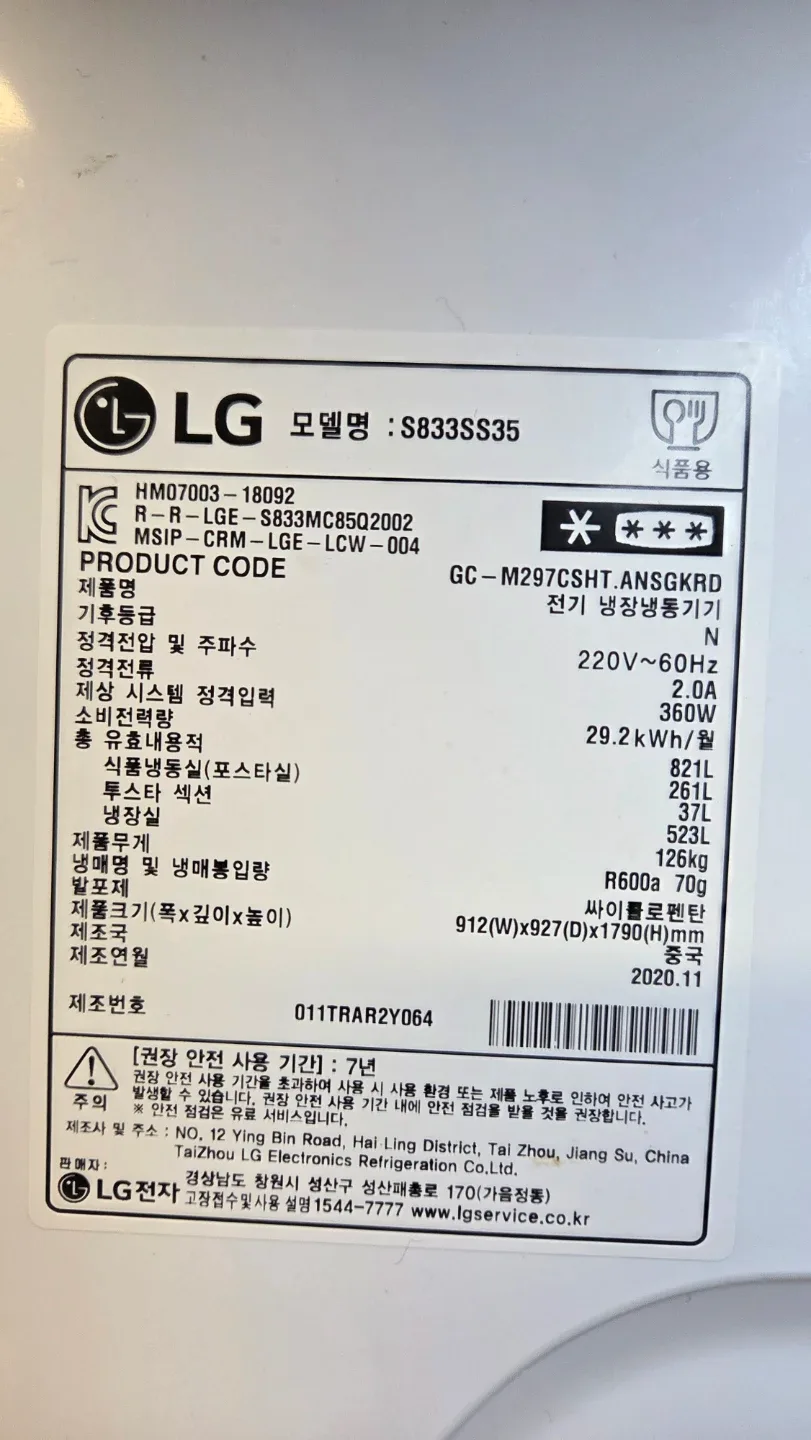 LG 모델명 : S833SS35
식품용
HM07003-18092
R-R-LGE-S833MC85Q2002
MSIP-CRM-LGE-LCW-004
PRODUCT CODE GC-M297CSHT.ANSGKRD
제품명 전기 냉장냉동기기
기후등급 N
정격전압 및 주파수 220V~60Hz
정격전류 2.0A
제상 시스템 정격입력 360W
소비전력량 29.2kWh/월
총 유효내용적 821L
식품냉동실(포스타실) 261L
투스타 섹션 37L
냉장실 523L
제품무게 126kg
냉매명 및 냉매봉입량 R600a 70g
발포제 싸이클로펜탄
제품크기(폭x깊이x높이) 912(W)x927(D)x1790(H)mm
제조국 중국
제조연월 2020.11
제조번호 011TRAR2Y064
[권장 안전 사용 기간] : 7년
주의 권장 안전 사용 기간을 초과하여 사용 시 사용 환경 또는 제품 노후로 인하여 안전 사고가
발생할 수 있습니다. 권장 안전 사용 기간 내에 안전 점검을 받을 것을 권장합니다.
※ 안전 점검은 유료 서비스입니다.
제조사 및 주소 : NO. 12 Ying Bin Road, Hai Ling District, Tai Zhou, Jiang Su, China
TaiZhou LG Electronics Refrigeration Co,Ltd.
판매자 :
LG전자 경상남도 창원시 성산구 성산패총로 170(가음정동)
고장접수및사용 설명 1544-7777 www.lgservice.co.kr